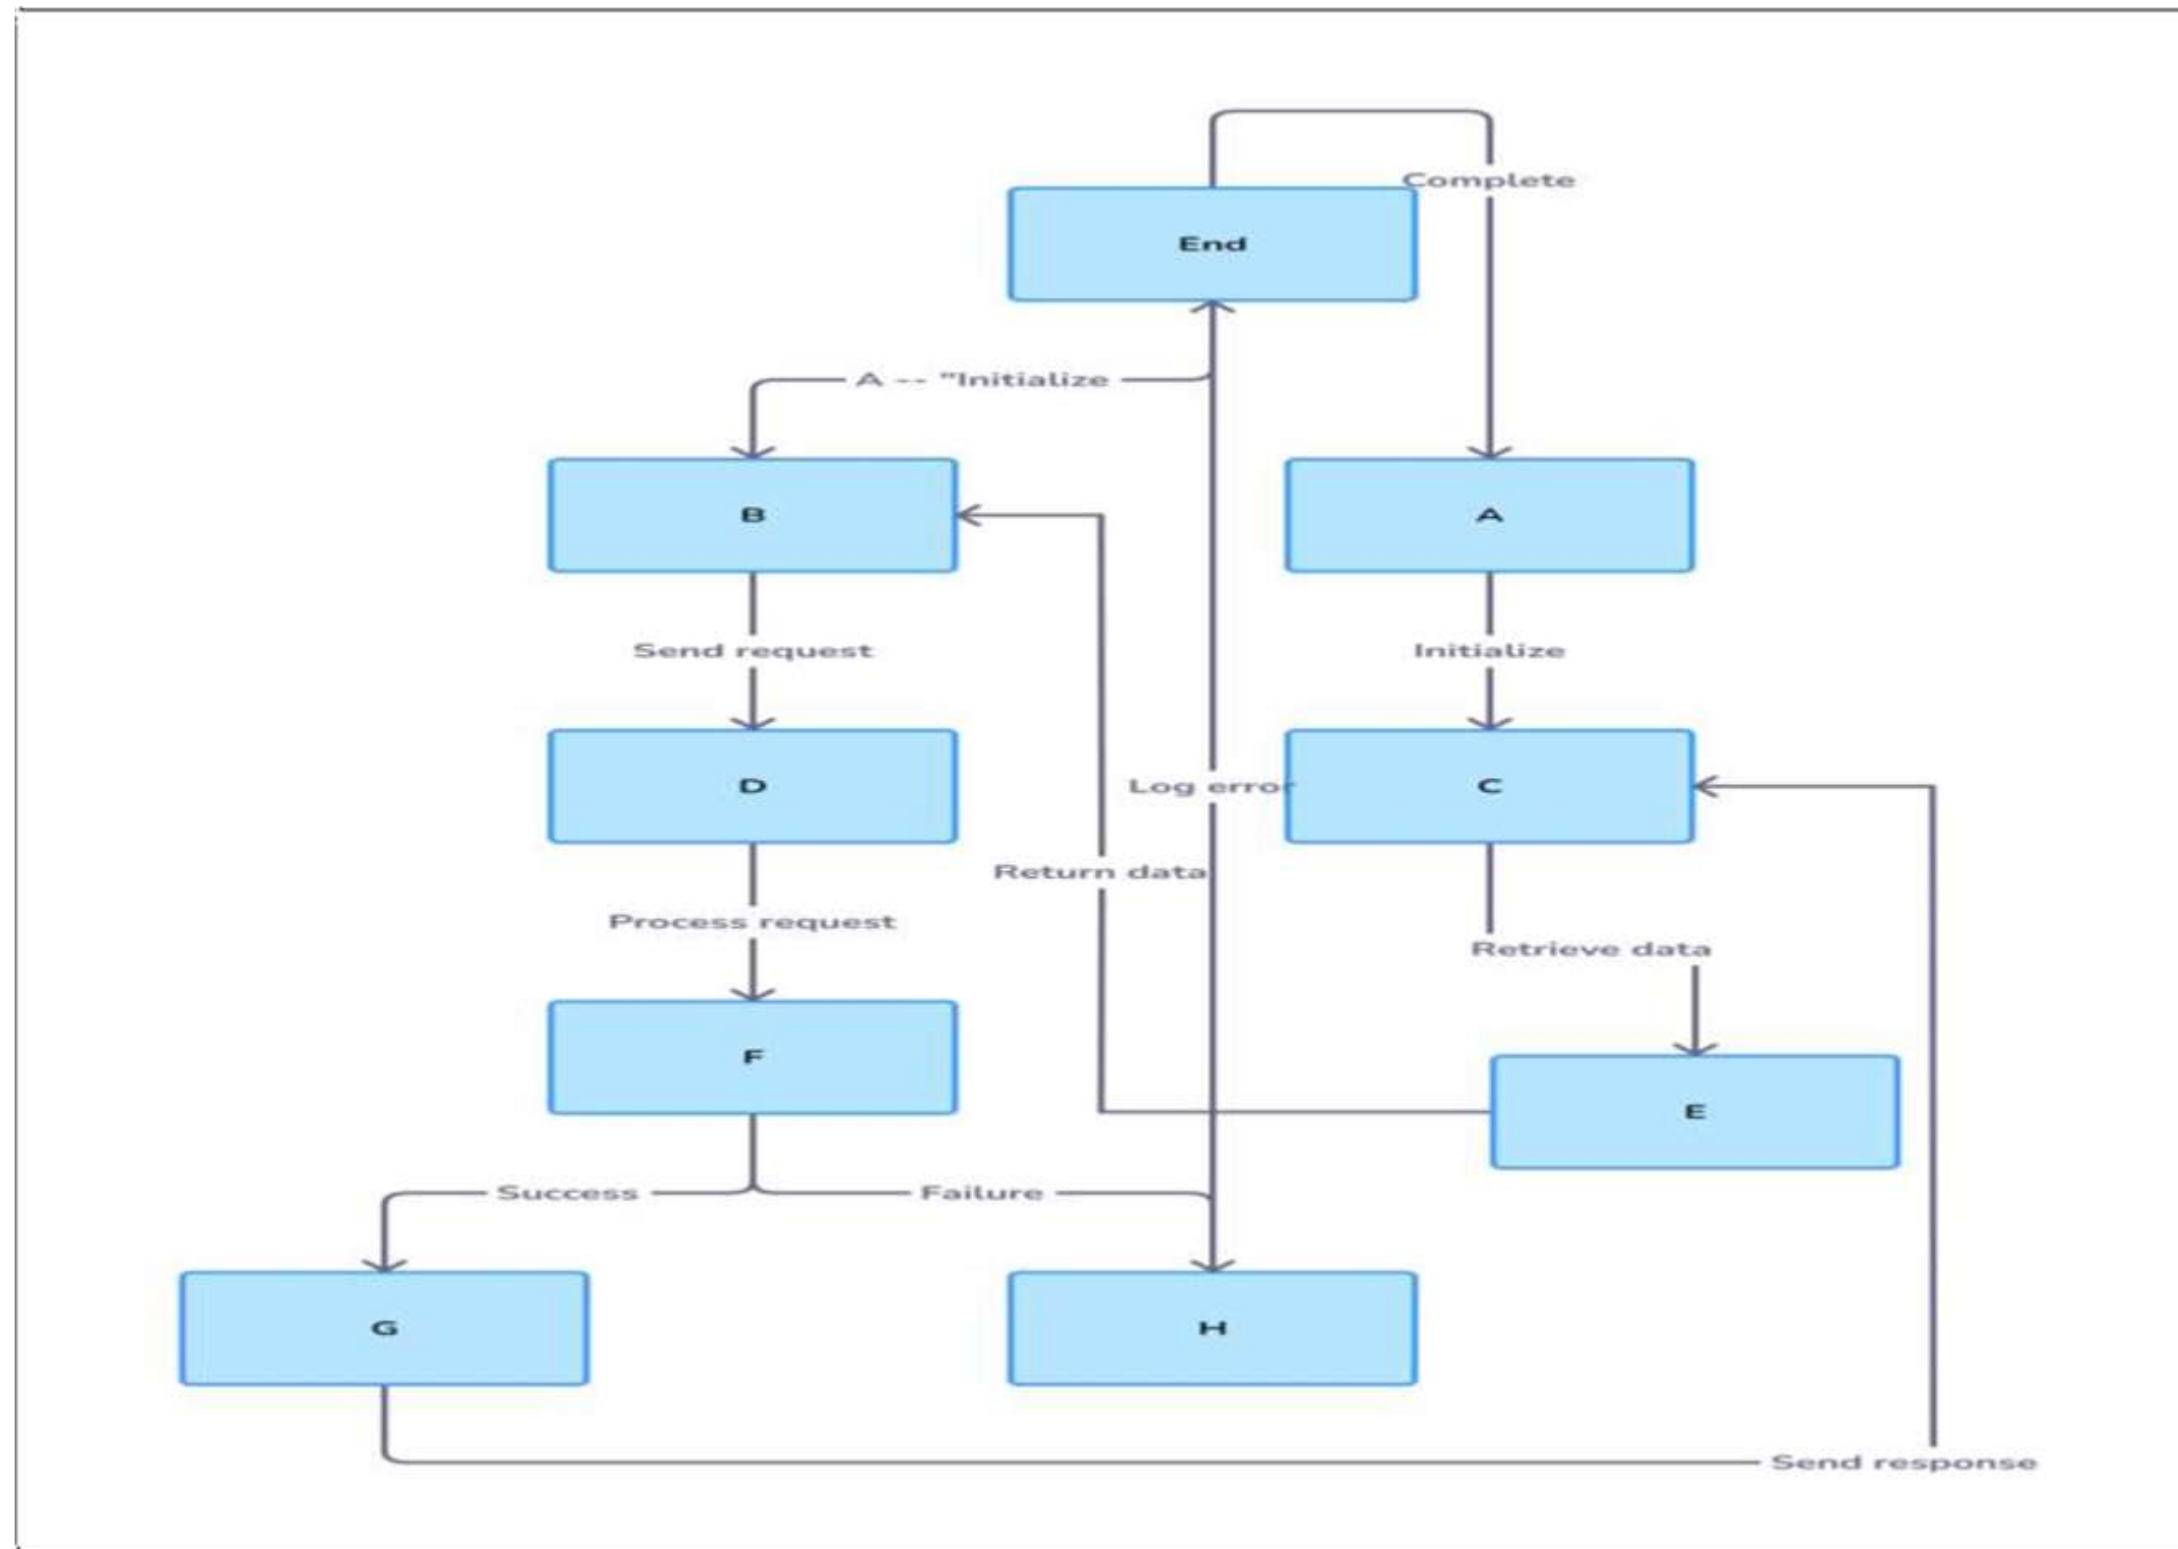 Complete
End
A -- "Initialize
B
A
Send request
Initialize
D
Log error
C
Return data
Process request
Retrieve data
F
E
Success
Failure
G
H
Send response